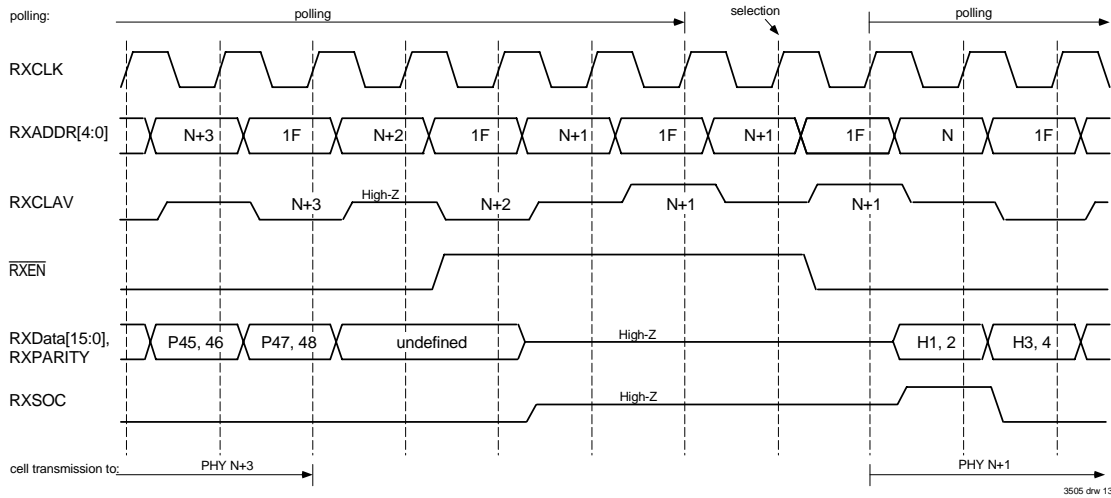 polling: polling selection polling
RXCLK
RXADDR[4:0] N+3 1F N+2 1F N+1 1F N+1 1F N 1F
High-Z
RXCLAV N+3 N+2 N+1 N+1
RXEN
RXData[15:0], P45, 46 P47, 48 undefined High-Z H1, 2 H3, 4
RXPARITY
RXSOC High-Z
cell transmission to: PHY N+3 PHY N+1
3505 drw 13